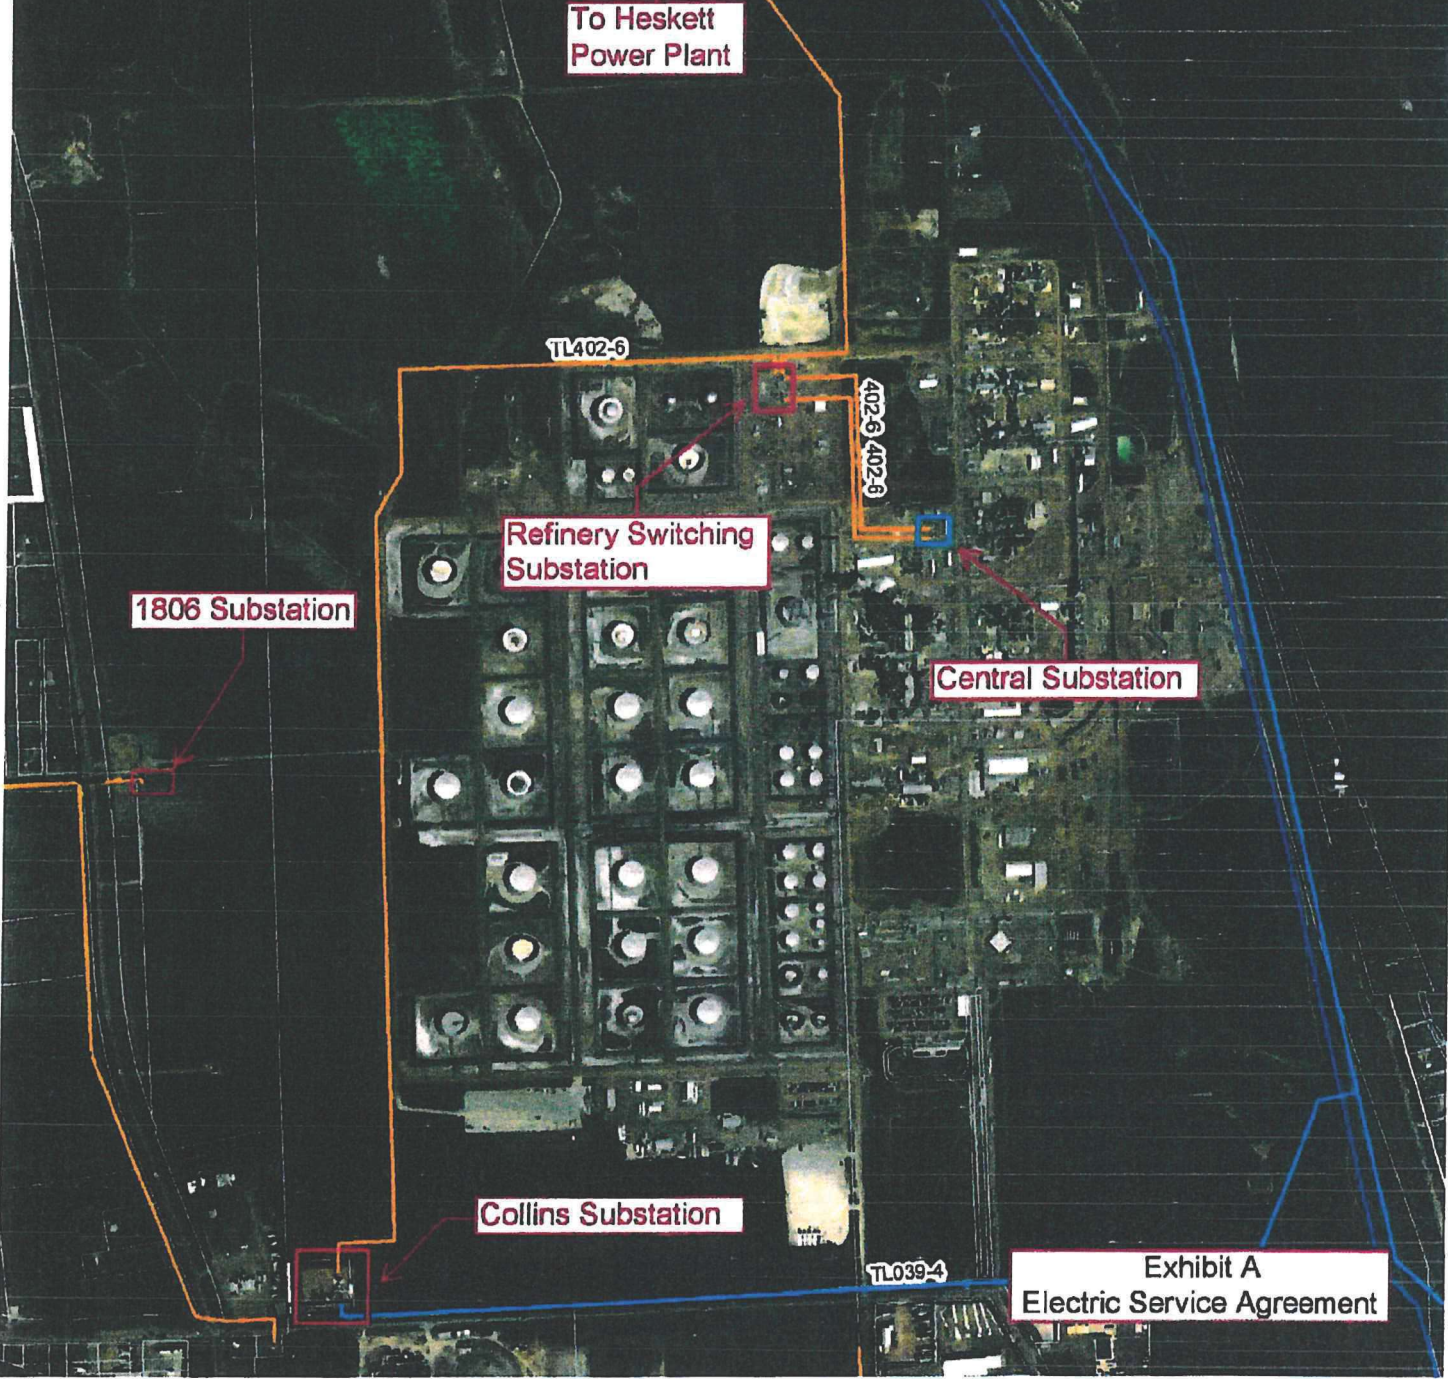 To Heskett
Power Plant
TL402-6
402-6 402-6
Refinery Switching
Substation
1806 Substation
Central Substation
Collins Substation
TL039-4
Exhibit A
Electric Service Agreement